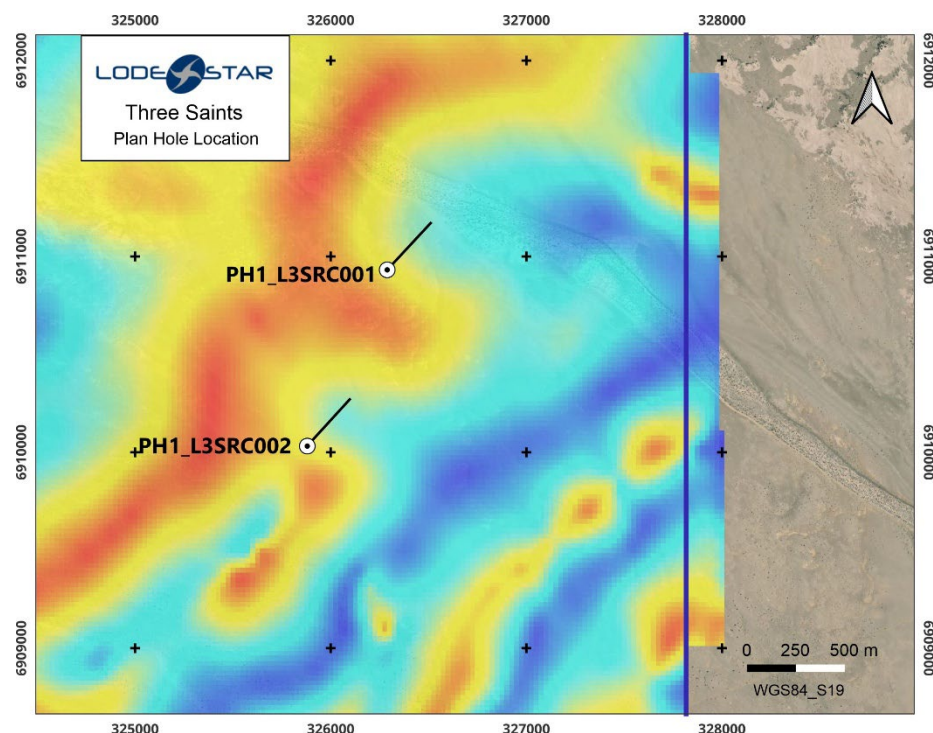 325000 326000 327000 328000
LODESTAR
Three Saints
Plan Hole Location
6912000
6912000
6911000
6911000
PH1_L3SRC001
6910000
6910000
PH1_L3SRC002
6909000
6909000
0 250 500 m
WGS84_S19
325000 326000 327000 328000